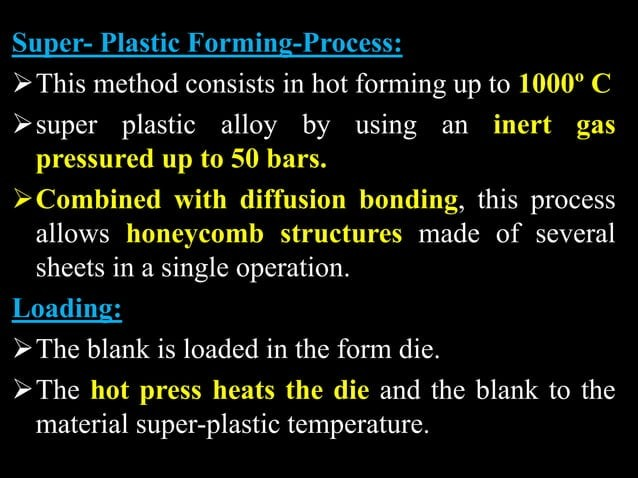 Super- Plastic Forming-Process:
➢This method consists in hot forming up to 1000º C
➢super plastic alloy by using an inert gas
pressured up to 50 bars.
➢Combined with diffusion bonding, this process
allows honeycomb structures made of several
sheets in a single operation.
Loading:
➢The blank is loaded in the form die.
➢The hot press heats the die and the blank to the
material super-plastic temperature.